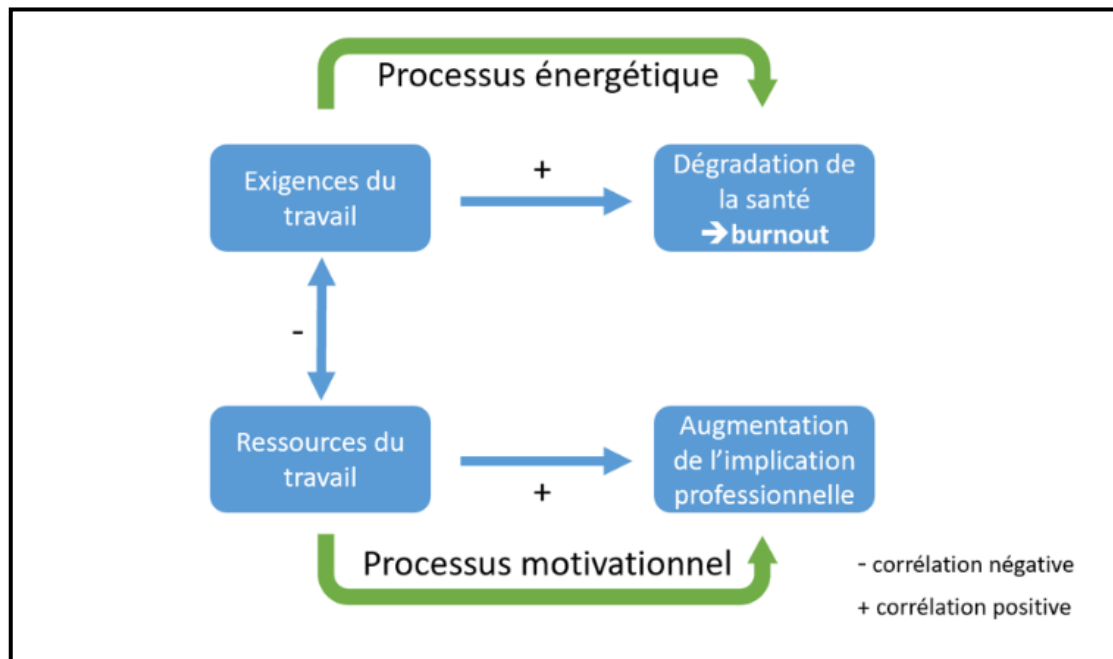 Processus énergétique
Exigences du
travail
+
Dégradation de
la santé
➔burnout
-
Ressources du
travail
+
Augmentation
de l’implication
professionnelle
Processus motivationnel
- corrélation négative
+ corrélation positive